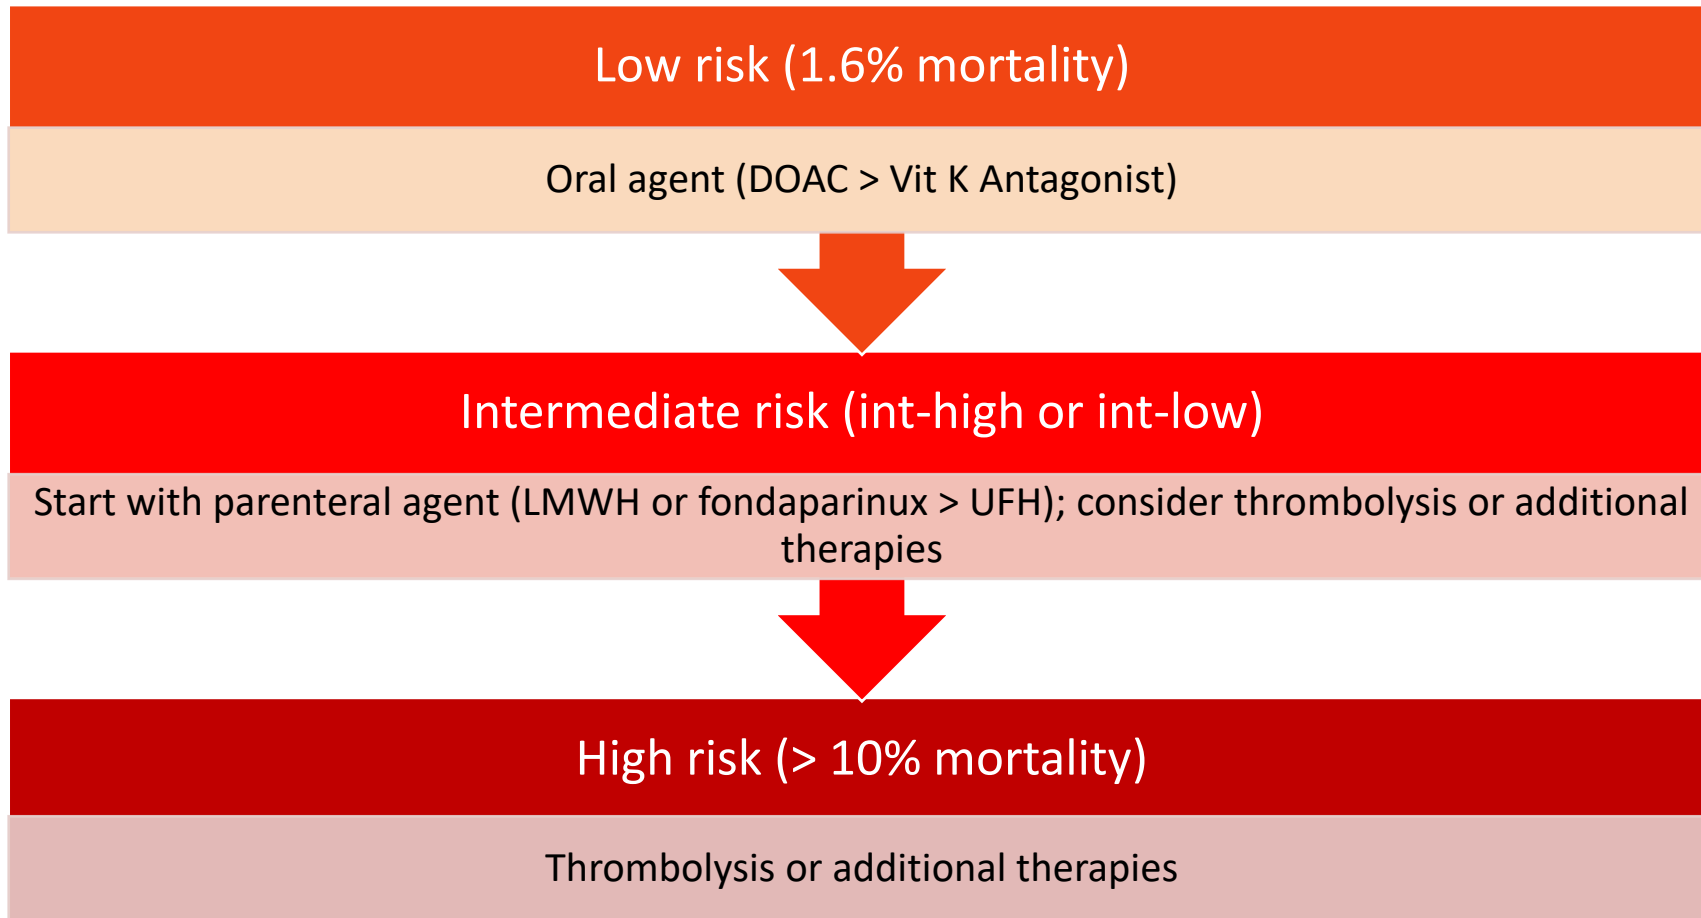 Low risk (1.6% mortality)
Oral agent (DOAC > Vit K Antagonist)
Intermediate risk (int-high or int-low)
Start with parenteral agent (LMWH or fondaparinux > UFH); consider thrombolysis or additional
therapies
High risk (> 10% mortality)
Thrombolysis or additional therapies